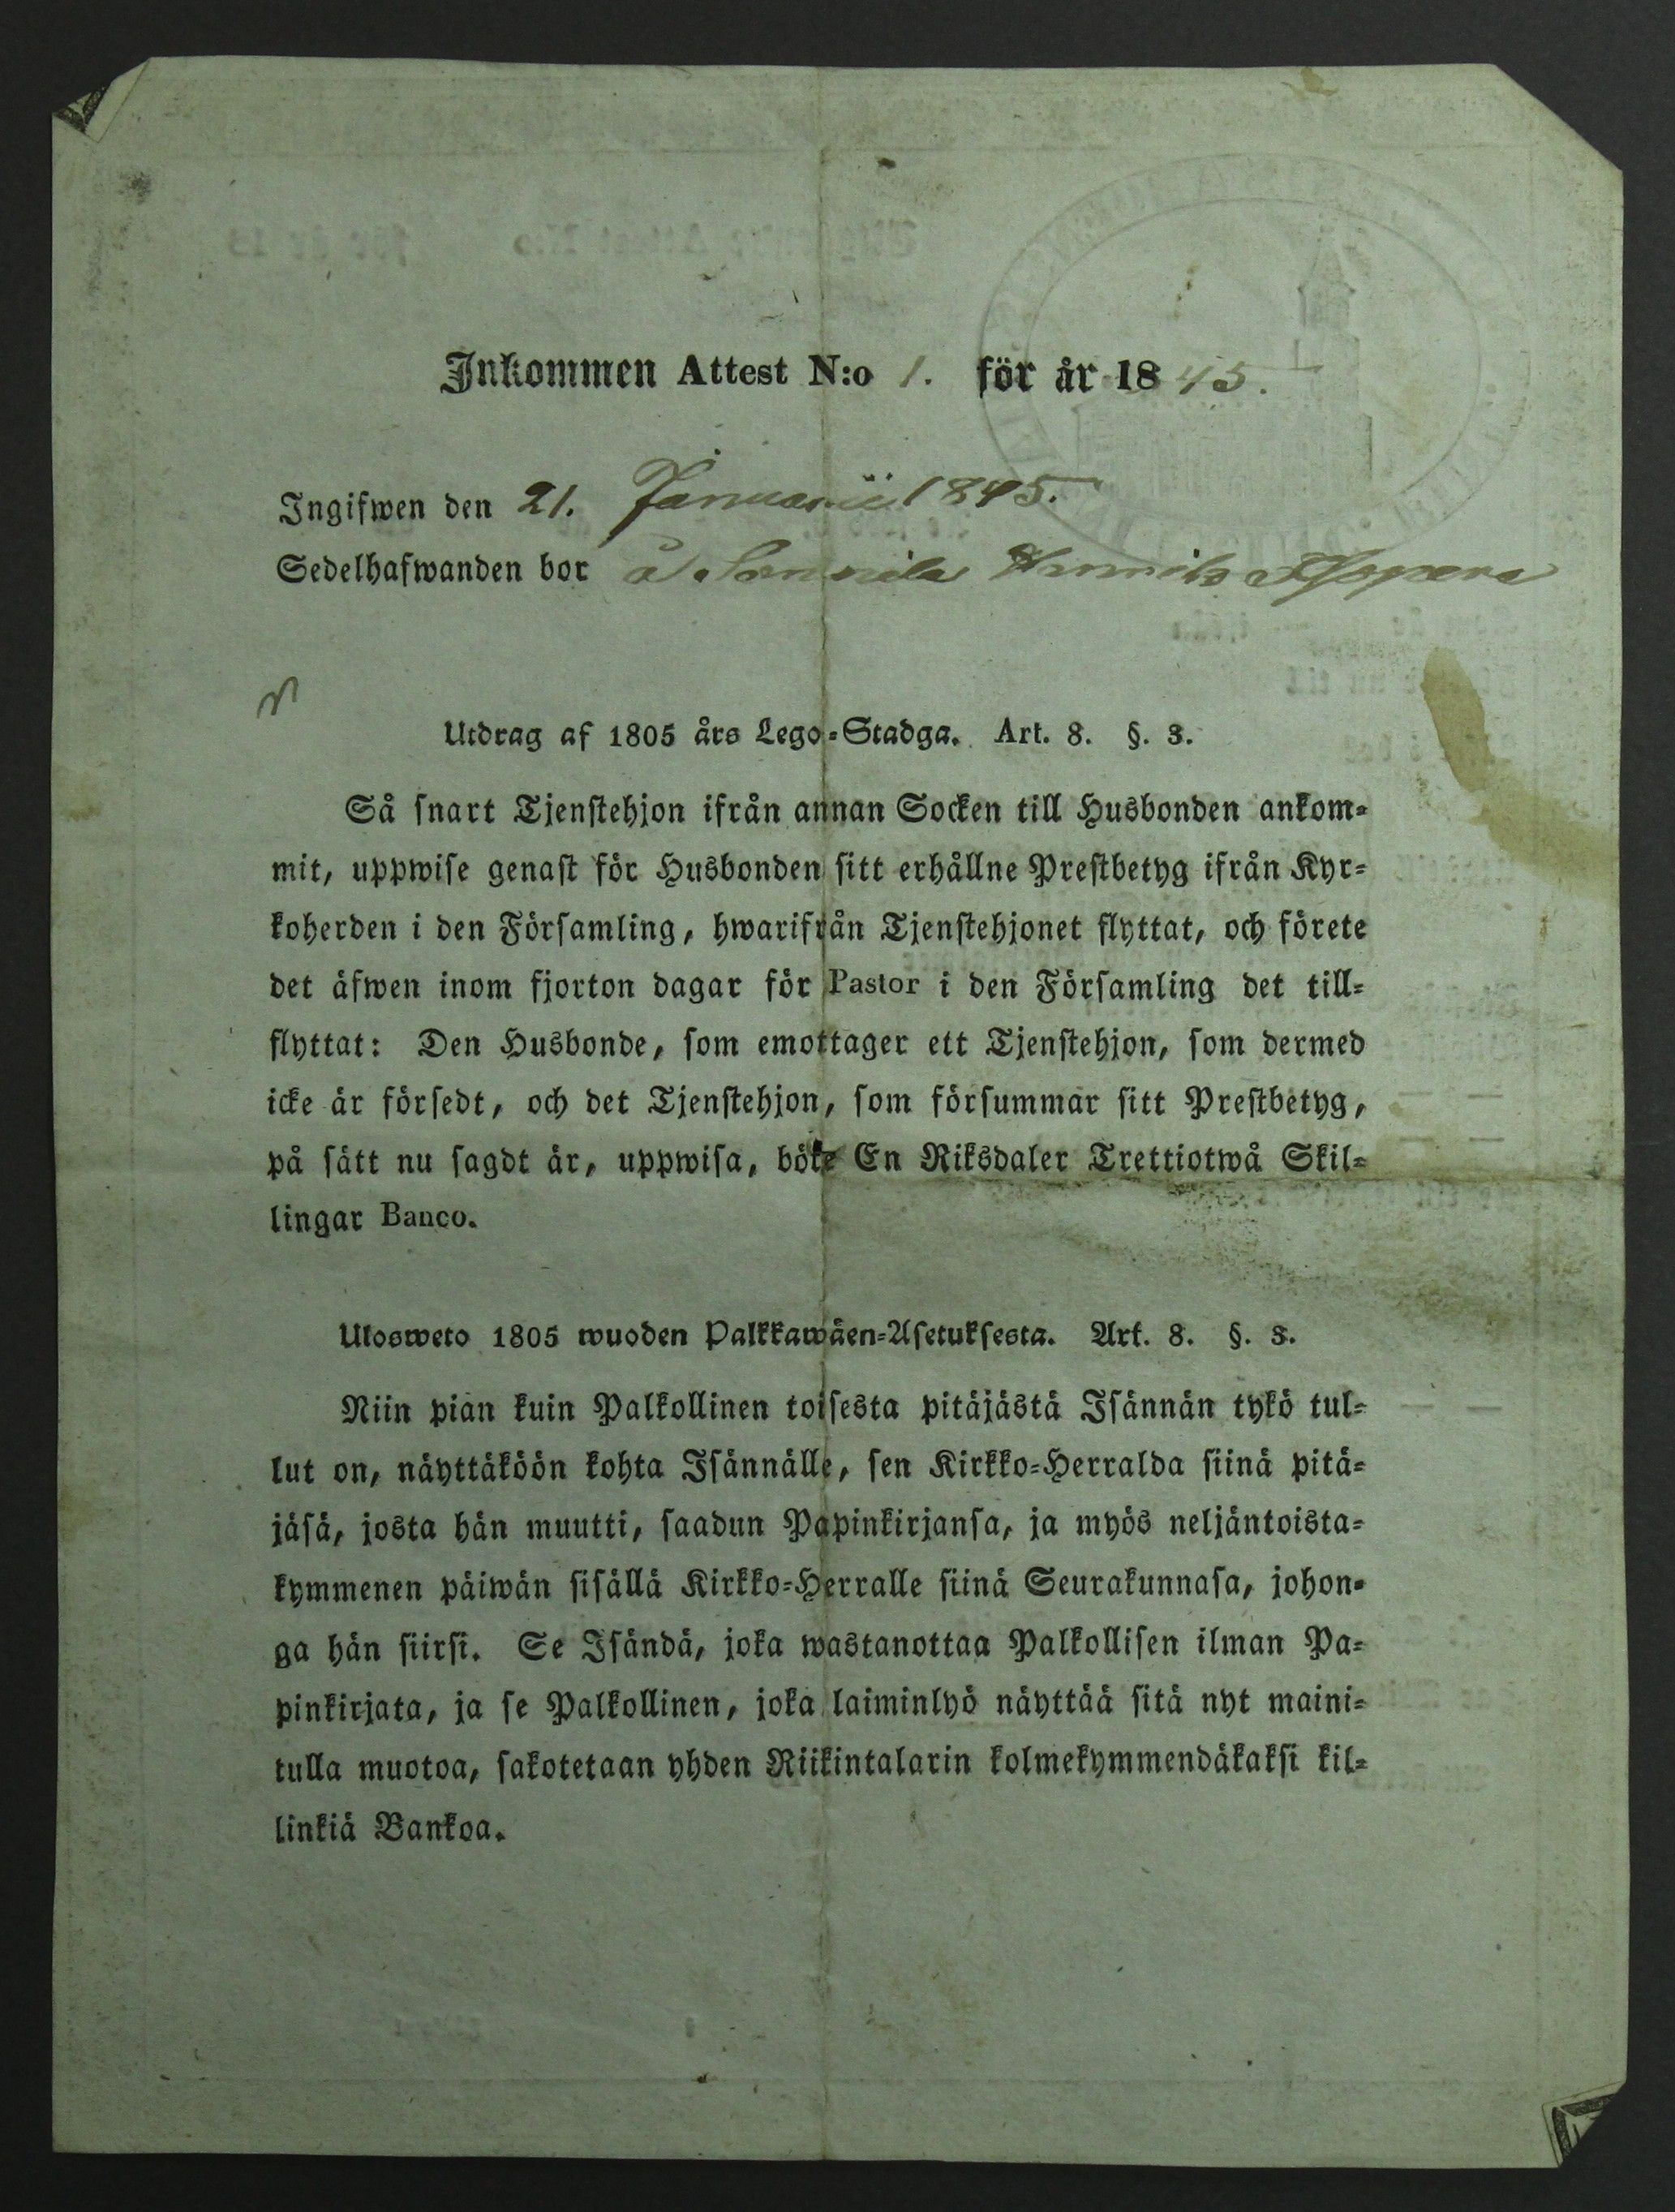 Inkommen Attest N:o 1. för år 1845.
Ingifwen den 21. Januarii 1845.
Sedelhafwanden bor å
Utdrag af 1805 års Lego-Stadga. Art. 8. §. 3.
Så snart Tjenstehjon ifrån annan Socken till Husbonden ankom-
mit, uppwise genast för Husbonden sitt erhållne Prestbetyg ifrån Kyr-
koherden i den Församling, hwarifrån Tjenstehjonet flyttat, och förete
det äfwen inom fjorton dagar för Pastor i den Församling det till-
flyttat: Den Husbonde, som emottager ett Tjenstehjon, som dermed
icke är försedt, och det Tjenstehjon, som försummar sitt Prestbetyg,
på sätt nu sagdt är, uppwisa, böte En Riksdaler Trettiotwå Skil-
lingar Banco.
Ulosweto 1805 wuoden Palkkawäen-Asetuksesta. Art. 8. §. 3.
Niin pian kuin Palkollinen toisesta pitäjästä Isännän tykö tul-
lut on, näyttäköön kohta Isännälle, sen Kirkko-Herralda siinä pitä-
jäsä, josta hän muutti, saadun Papinkirjansa, ja myös neljäntoista-
kymmenen päiwän sisällä Kirkko-Herralle siinä Seurakunnasa, johon-
ga hän siirsi. Se Isändä, joka wastanottaa Palkollisen ilman Pa-
pinkirjata, ja se Palkollinen, joka laiminlyö näyttää sitä nyt maini-
tulla muotoa, sakotetaan yhden Riikintalarin kolmekymmendäkaksi kil-
linkiä Bankoa.